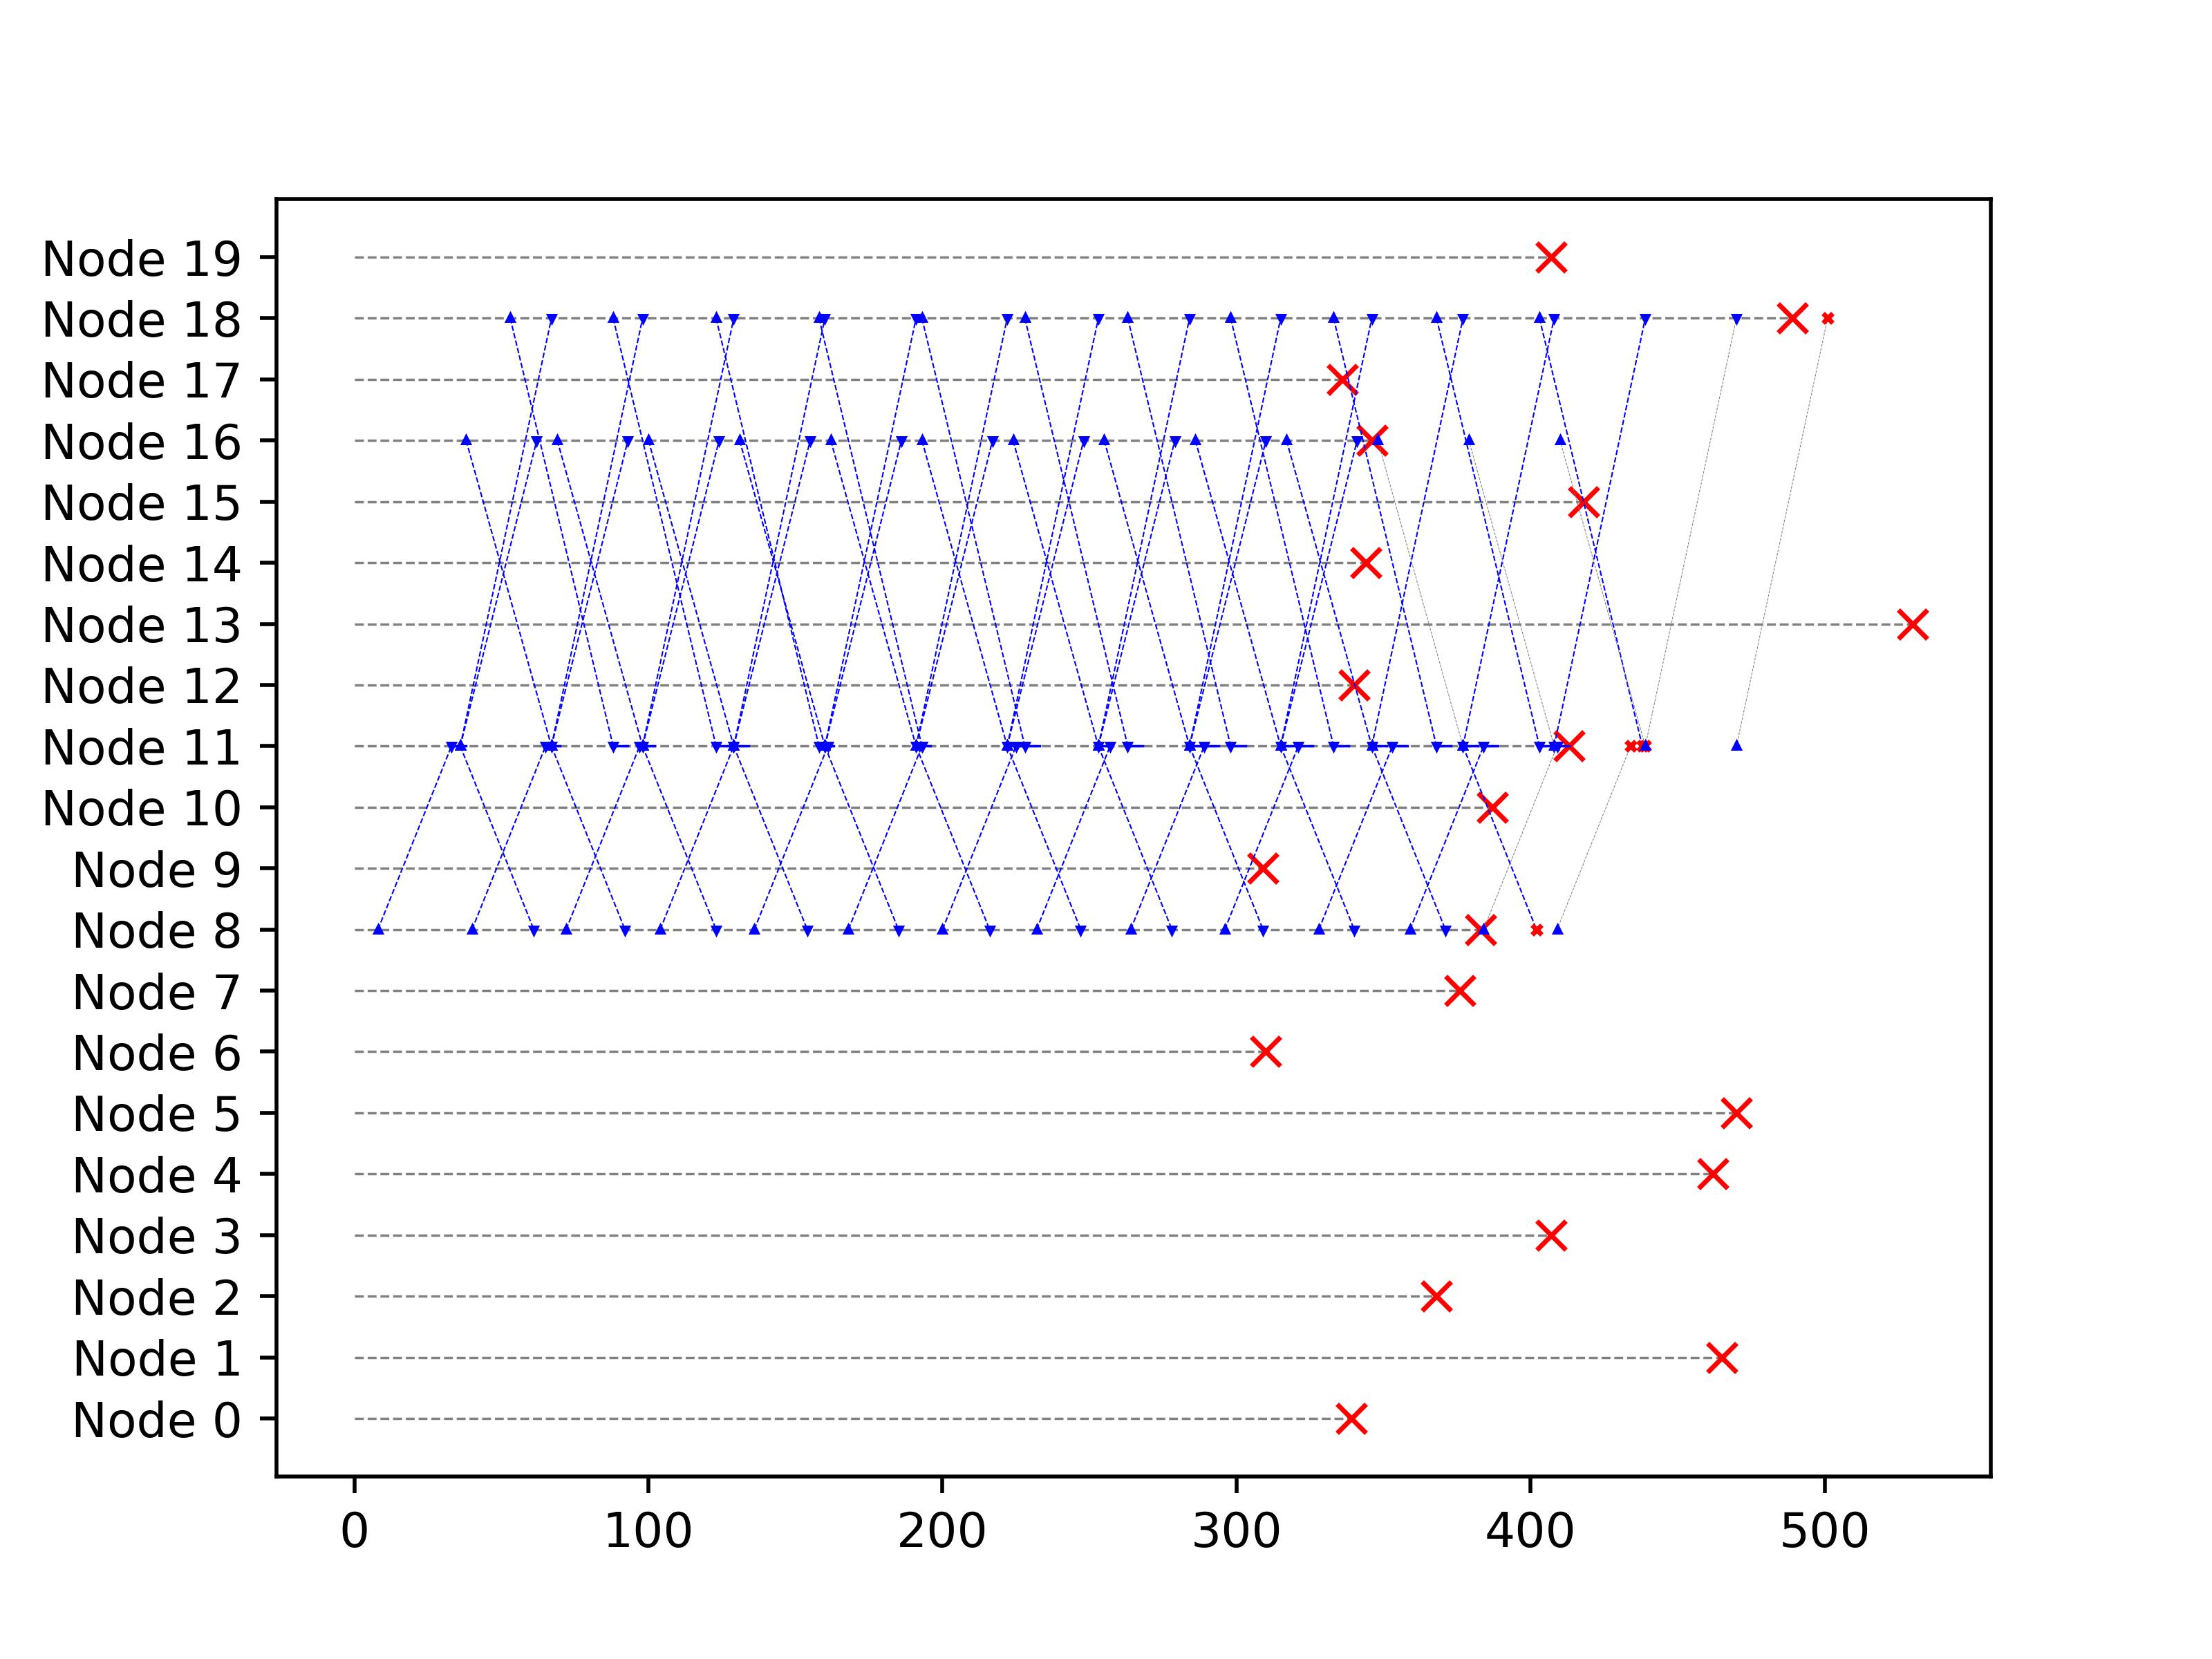 Node 19
Node 18
Node 17
Node 16
Node 15
Node 14
Node 13
Node 12
Node 11
Node 10
Node 9
Node 8
Node 7
Node 6
Node 5
Node 4
Node 3
Node 2
Node 1
Node 0
0 100 200 300 400 500